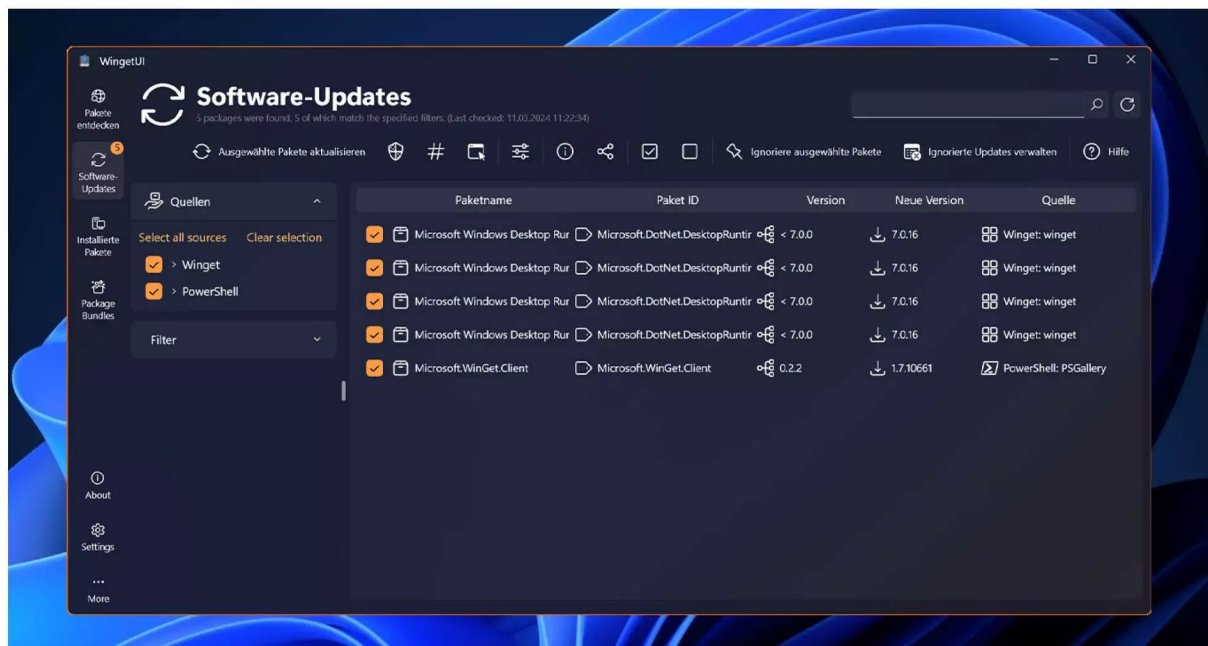 WingetUI
Pakete
entdecken
5
Software-
Updates
Installierte
Pakete
Package
Bundles
About
Settings
More
Software-Updates
5 packages were found, 5 of which match the specified filters. (Last checked: 11.03.2024 11:22:34)
Ausgewählte Pakete aktualisieren
Ignoriere ausgewählte Pakete
Ignorierte Updates verwalten
Hilfe
Quellen
Select all sources Clear selection
Winget
PowerShell
Filter
Paketname Paket ID Version Neue Version Quelle
Microsoft Windows Desktop Rur Microsoft.DotNet.DesktopRuntir < 7.0.0 7.0.16 Winget: winget
Microsoft Windows Desktop Rur Microsoft.DotNet.DesktopRuntir < 7.0.0 7.0.16 Winget: winget
Microsoft Windows Desktop Rur Microsoft.DotNet.DesktopRuntir < 7.0.0 7.0.16 Winget: winget
Microsoft Windows Desktop Rur Microsoft.DotNet.DesktopRuntir < 7.0.0 7.0.16 Winget: winget
Microsoft.WinGet.Client Microsoft.WinGet.Client 0.2.2 1.7.10661 PowerShell: PSGallery